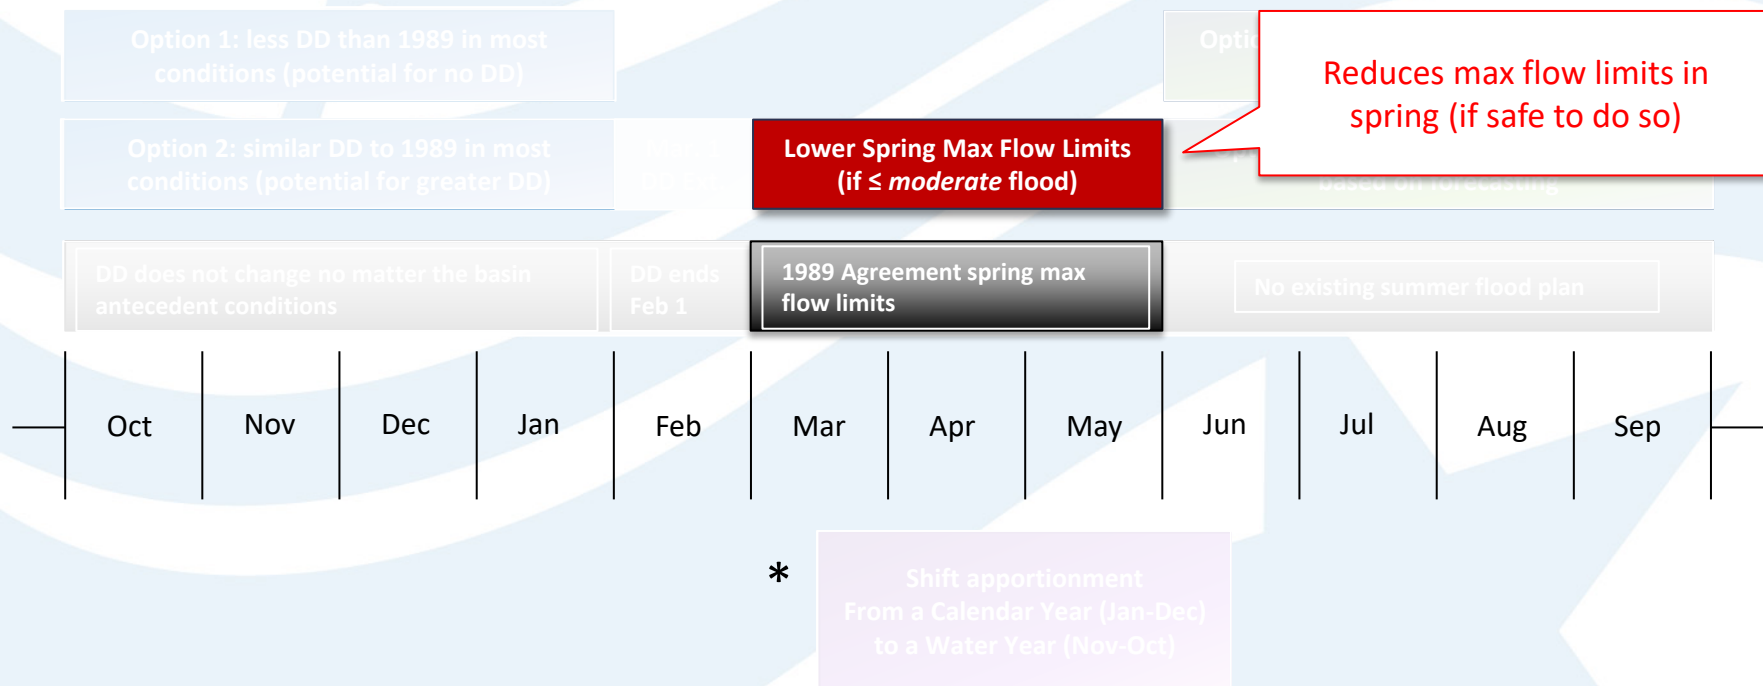 Option 1: less DD than 1989 in most
conditions (potential for no DD)
Reduces max flow limits in
spring (if safe to do so)
Option 2: similar DD to 1989 in most
conditions (potential for greater DD)
Lower Spring Max Flow Limits
(if ≤ moderate flood)
based on forecasting
DD does not change no matter the basin
antecedent conditions
DD ends
Feb 1
1989 Agreement spring max
flow limits
No existing summer flood plan
Oct
Nov
Dec
Jan
Feb
Mar
Apr
May
Jun
Jul
Aug
Sep
*
Shift apportionment
From a Calendar Year (Jan-Dec)
to a Water Year (Nov-Oct)